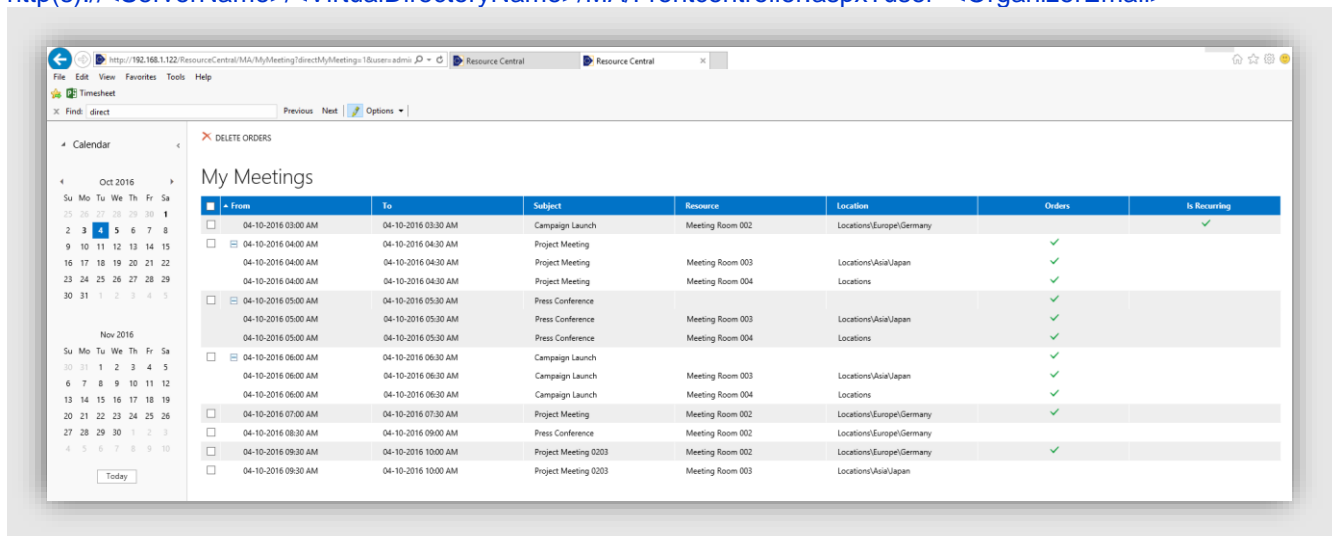 http://192.168.1.122/ResourceCentral/MA/MyMeeting?directMyMeeting=1&user=admi Resource Central Resource Central
File Edit View Favorites Tools Help
Timesheet
Find: direct Previous Next Options
Calendar
DELETE ORDERS
My Meetings
Oct 2016
Su Mo Tu We Th Fr Sa
25 26 27 28 29 30 1
2 3 4 5 6 7 8
9 10 11 12 13 14 15
16 17 18 19 20 21 22
23 24 25 26 27 28 29
30 31 1 2 3 4 5
Nov 2016
Su Mo Tu We Th Fr Sa
30 31 1 2 3 4 5
6 7 8 9 10 11 12
13 14 15 16 17 18 19
20 21 22 23 24 25 26
27 28 29 30 1 2 3
4 5 6 7 8 9 10
Today
From To Subject Resource Location Orders Is Recurring
04-10-2016 03:00 AM 04-10-2016 03:30 AM Campaign Launch Meeting Room 002 Locations\Europe\Germany
04-10-2016 04:00 AM 04-10-2016 04:30 AM Project Meeting
04-10-2016 04:00 AM 04-10-2016 04:30 AM Project Meeting Meeting Room 003 Locations\Asia\Japan
04-10-2016 04:00 AM 04-10-2016 04:30 AM Project Meeting Meeting Room 004 Locations
04-10-2016 05:00 AM 04-10-2016 05:30 AM Press Conference
04-10-2016 05:00 AM 04-10-2016 05:30 AM Press Conference Meeting Room 003 Locations\Asia\Japan
04-10-2016 05:00 AM 04-10-2016 05:30 AM Press Conference Meeting Room 004 Locations
04-10-2016 06:00 AM 04-10-2016 06:30 AM Campaign Launch
04-10-2016 06:00 AM 04-10-2016 06:30 AM Campaign Launch Meeting Room 003 Locations\Asia\Japan
04-10-2016 06:00 AM 04-10-2016 06:30 AM Campaign Launch Meeting Room 004 Locations
04-10-2016 07:00 AM 04-10-2016 07:30 AM Project Meeting Meeting Room 002 Locations\Europe\Germany
04-10-2016 08:30 AM 04-10-2016 09:00 AM Press Conference Meeting Room 002 Locations\Europe\Germany
04-10-2016 09:30 AM 04-10-2016 10:00 AM Project Meeting 0203 Meeting Room 002 Locations\Europe\Germany
04-10-2016 09:30 AM 04-10-2016 10:00 AM Project Meeting 0203 Meeting Room 003 Locations\Asia\Japan